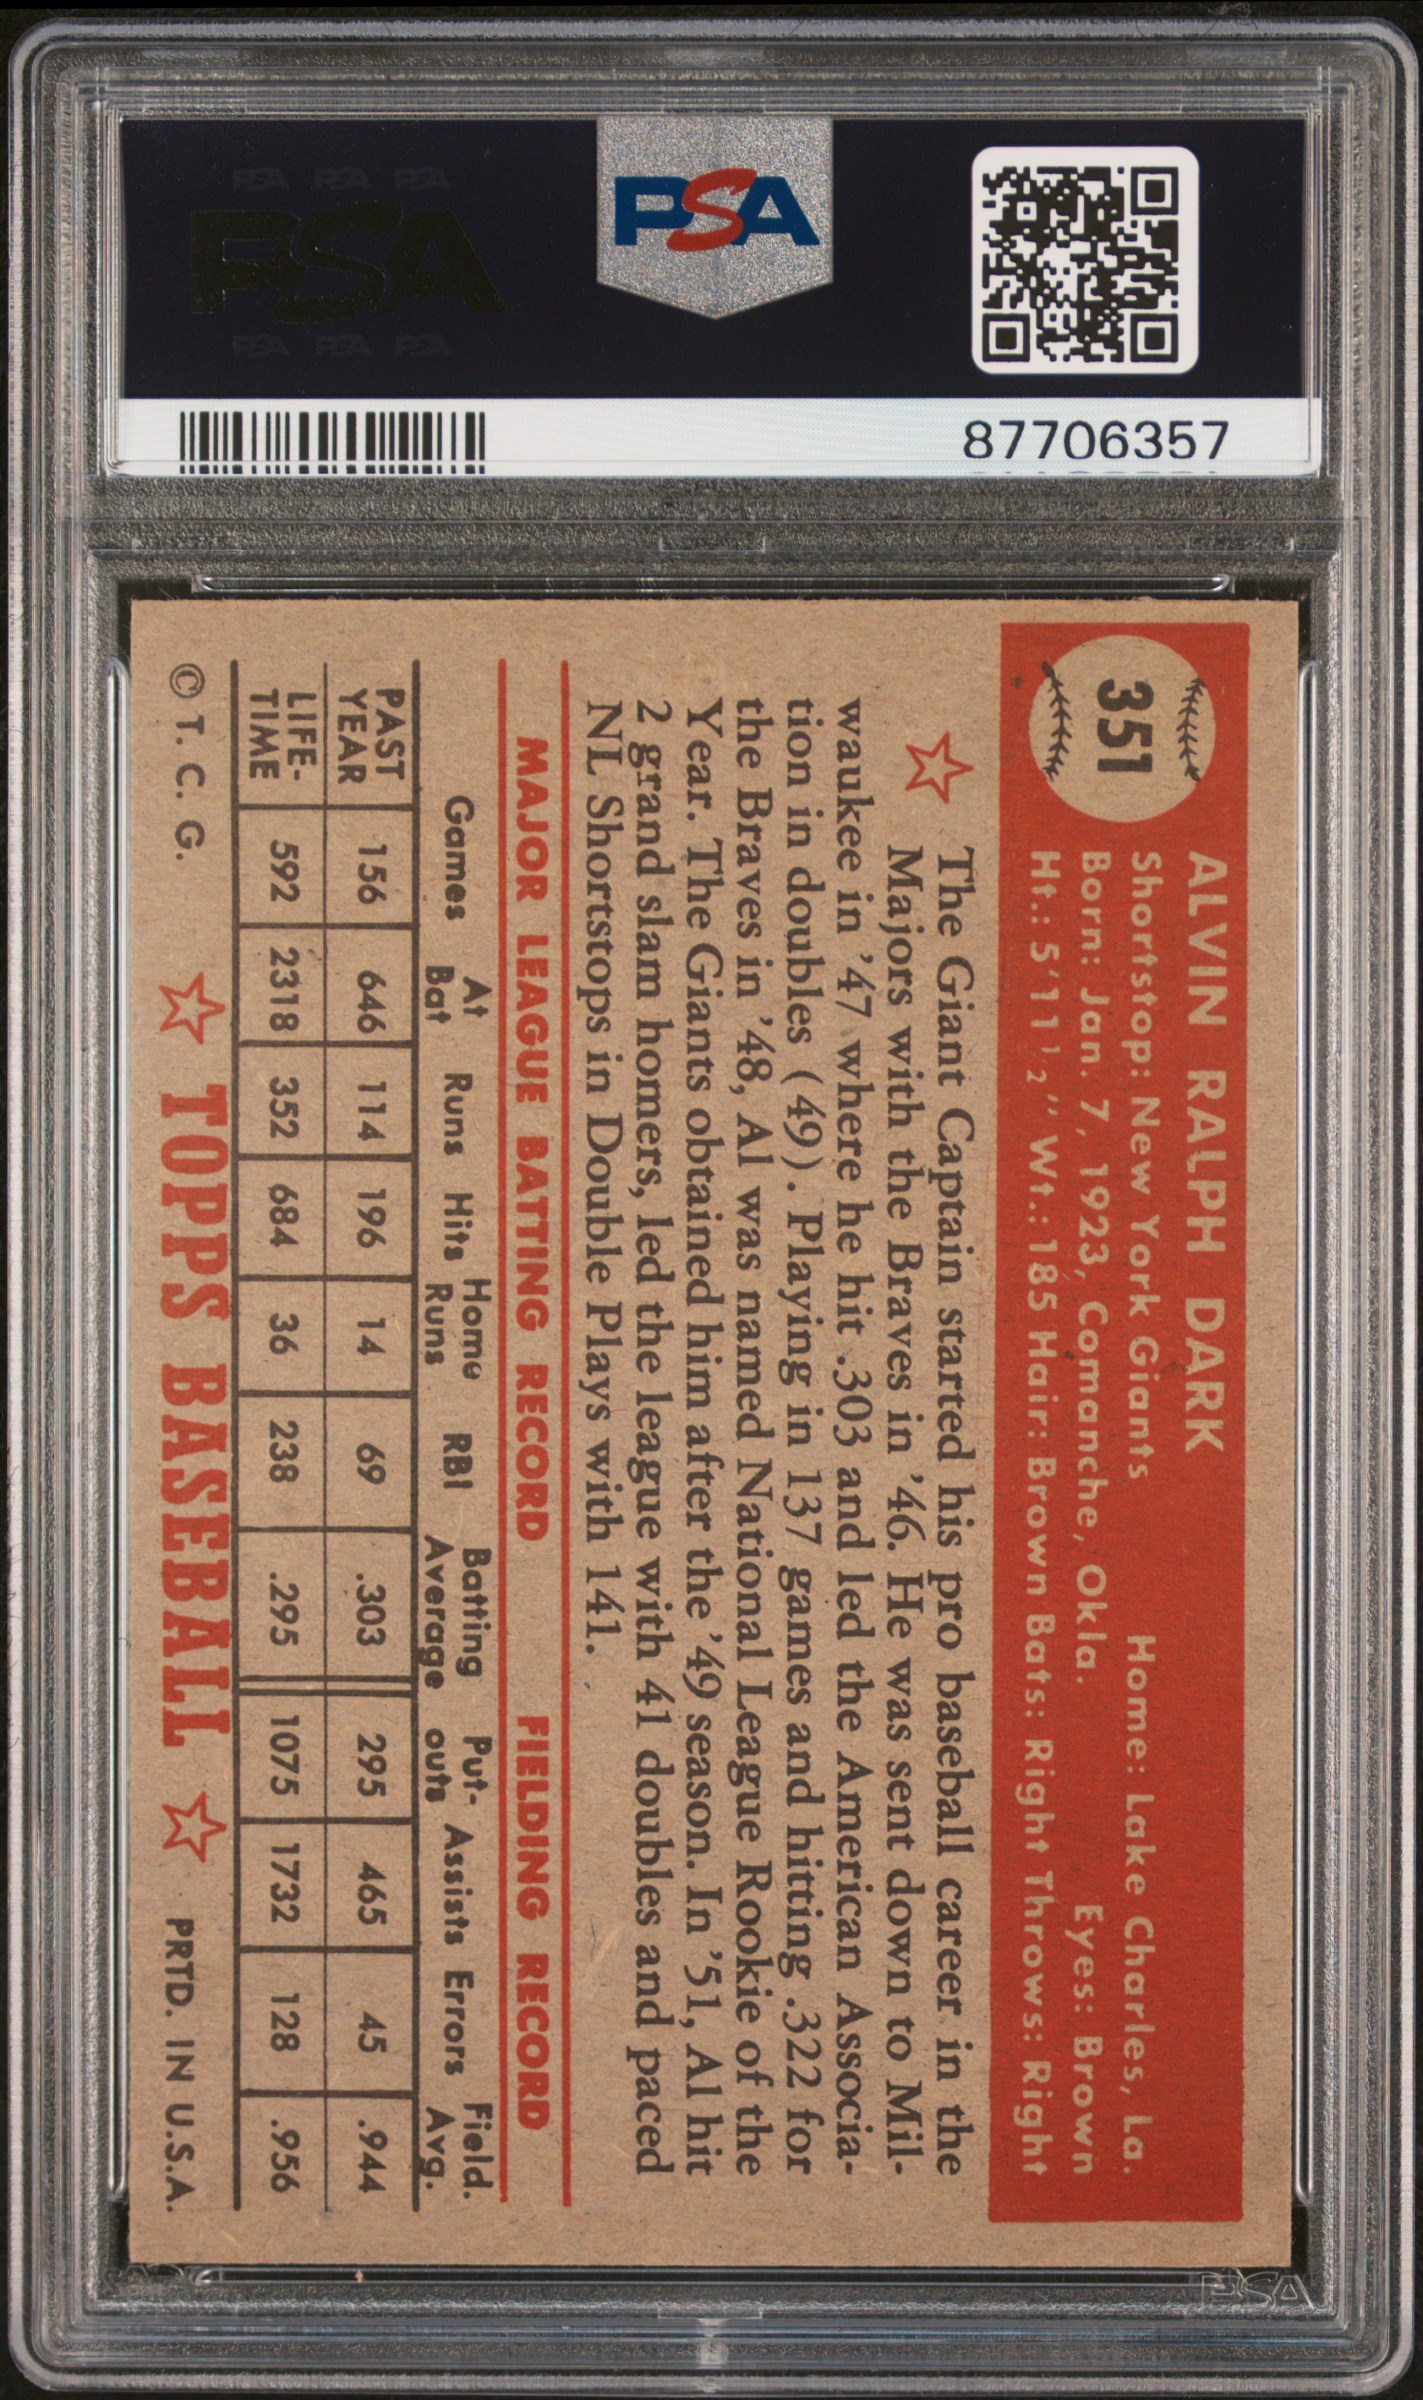 PSA PSA PSA
PSA
PSA PSA PSA
PSA
87706357
351
ALVIN RALPH DARK
Shortstop: New York Giants Home: Lake Charles, La.
Born: Jan. 7, 1923, Comanche, Okla. Eyes: Brown
Ht.: 5'11½" Wt.: 185 Hair: Brown Bats: Right Throws: Right
The Giant Captain started his pro baseball career in the
Majors with the Braves in '46. He was sent down to Mil-
waukee in '47 where he hit .303 and led the American Associa-
tion in doubles (49). Playing in 137 games and hitting .322 for
the Braves in '48, Al was named National League Rookie of the
Year. The Giants obtained him after the '49 season. In '51, Al hit
2 grand slam homers, led the league with 41 doubles and paced
NL Shortstops in Double Plays with 141.
MAJOR LEAGUE BATTING RECORD FIELDING RECORD
Games At Bat Runs Hits Home Runs RBI Batting Average Put-outs Assists Errors Field. Avg.
PAST YEAR 156 646 114 196 14 69 .303 295 465 45 .944
LIFE-TIME 592 2318 352 684 36 238 .295 1075 1732 128 .956
© T. C. G. TOPPS BASEBALL PRTD. IN U.S.A.
PSA